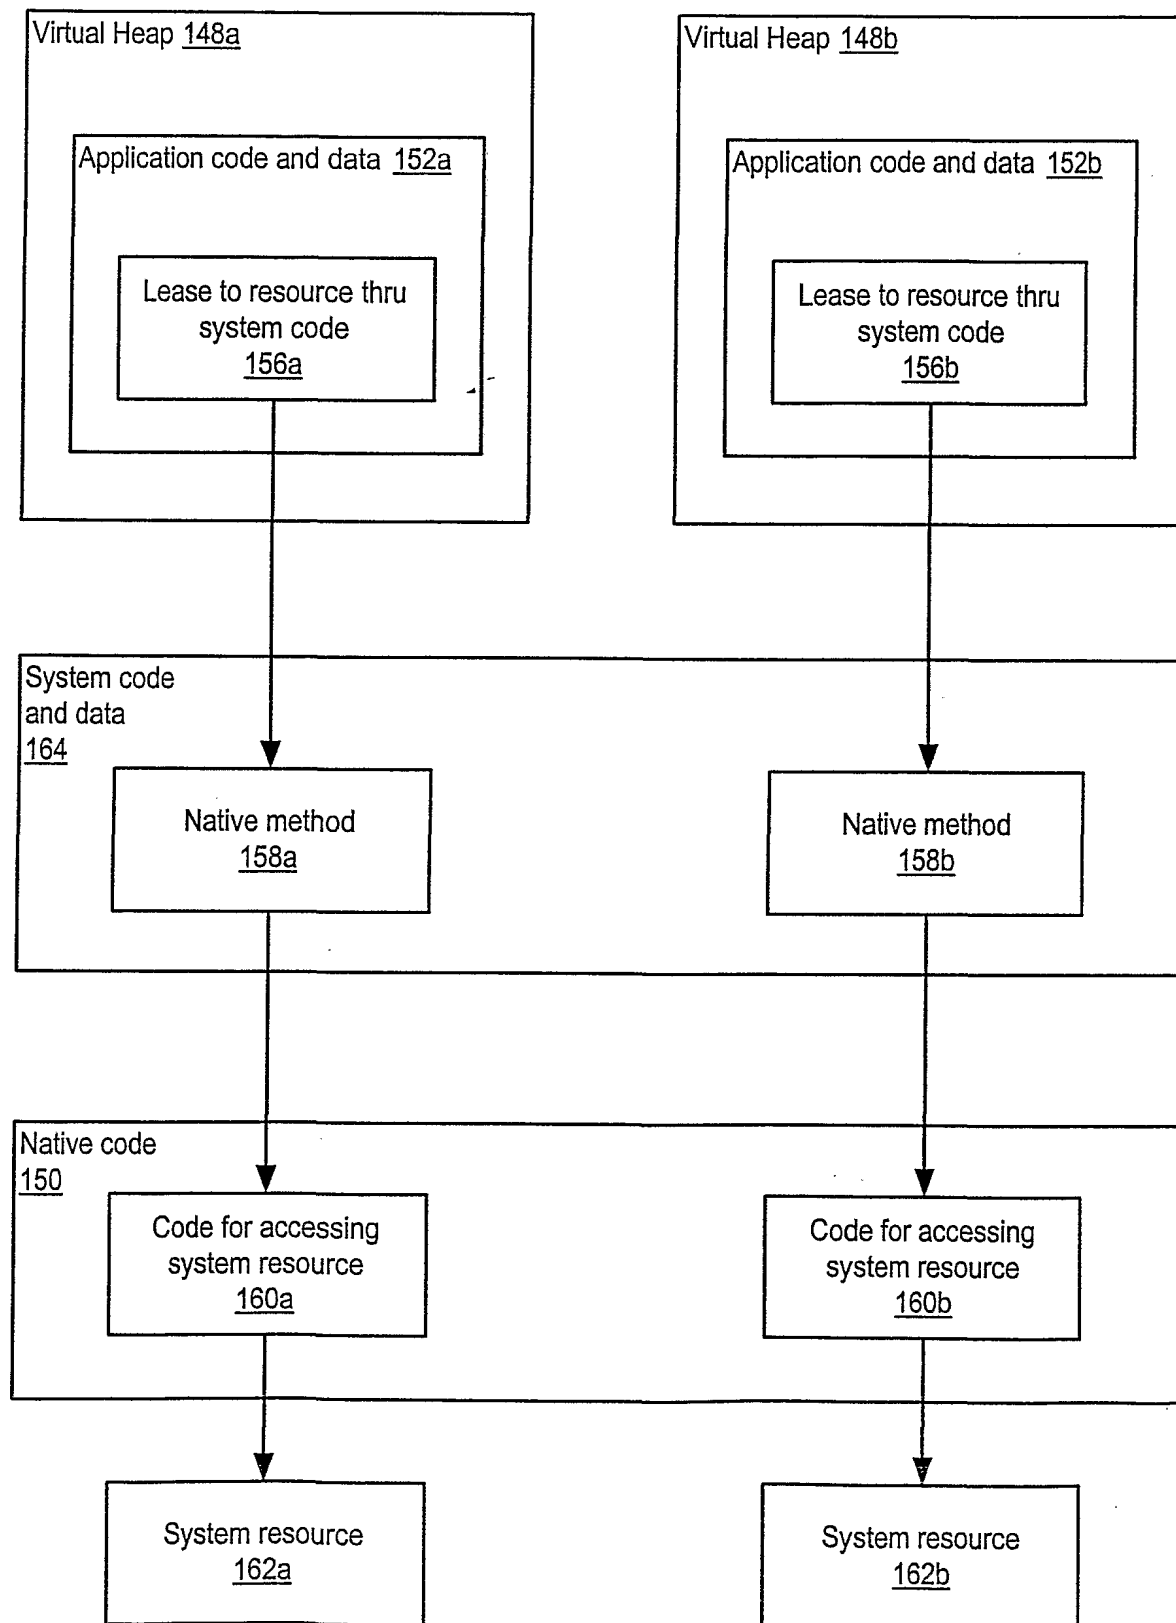 Virtual Heap 148a
Application code and data 152a
Lease to resource thru
system code
156a
Virtual Heap 148b
Application code and data 152b
Lease to resource thru
system code
156b
System code
and data
164
Native method
158a
Native method
158b
Native code
150
Code for accessing
system resource
160a
Code for accessing
system resource
160b
System resource
162a
System resource
162b